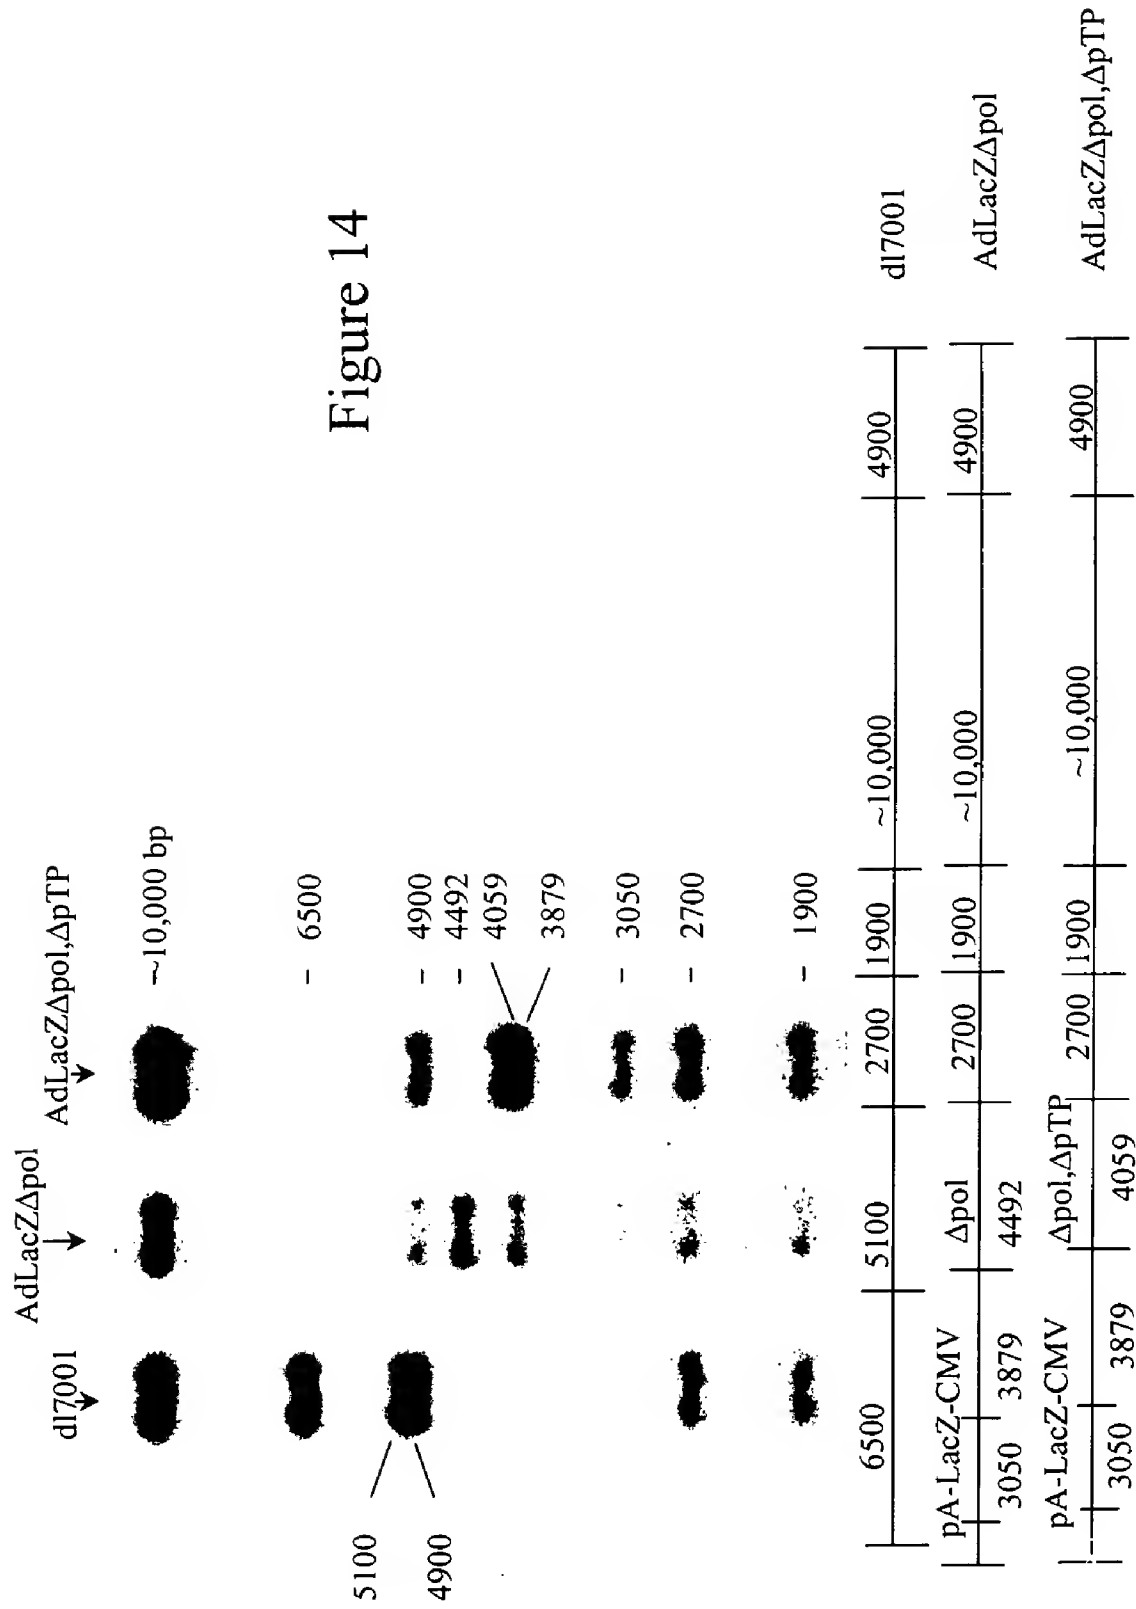 Figure 14
dl7001
AdLacZΔpol
AdLacZΔpol,ΔpTP
~10,000 bp
- 6500
5100
4900
- 4900
- 4492
4059
3879
- 3050
- 2700
- 1900
6500
5100
2700
1900
~10,000
4900
dl7001
pA-LacZ-CMV
Δpol
2700
1900
~10,000
4900
AdLacZΔpol
3050
3879
4492
pA-LacZ-CMV
Δpol,ΔpTP
2700
1900
~10,000
4900
AdLacZΔpol,ΔpTP
3050
3879
4059